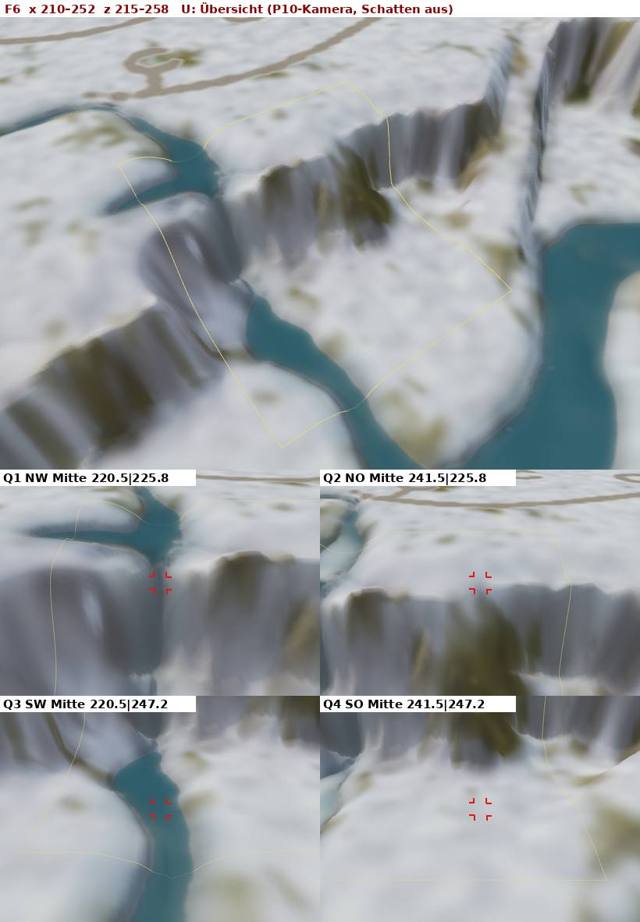 F6 x 210–252 z 215–258 U: Übersicht (P10-Kamera, Schatten aus)
Q1 NW Mitte 220.5|225.8
Q2 NO Mitte 241.5|225.8
Q3 SW Mitte 220.5|247.2
Q4 SO Mitte 241.5|247.2